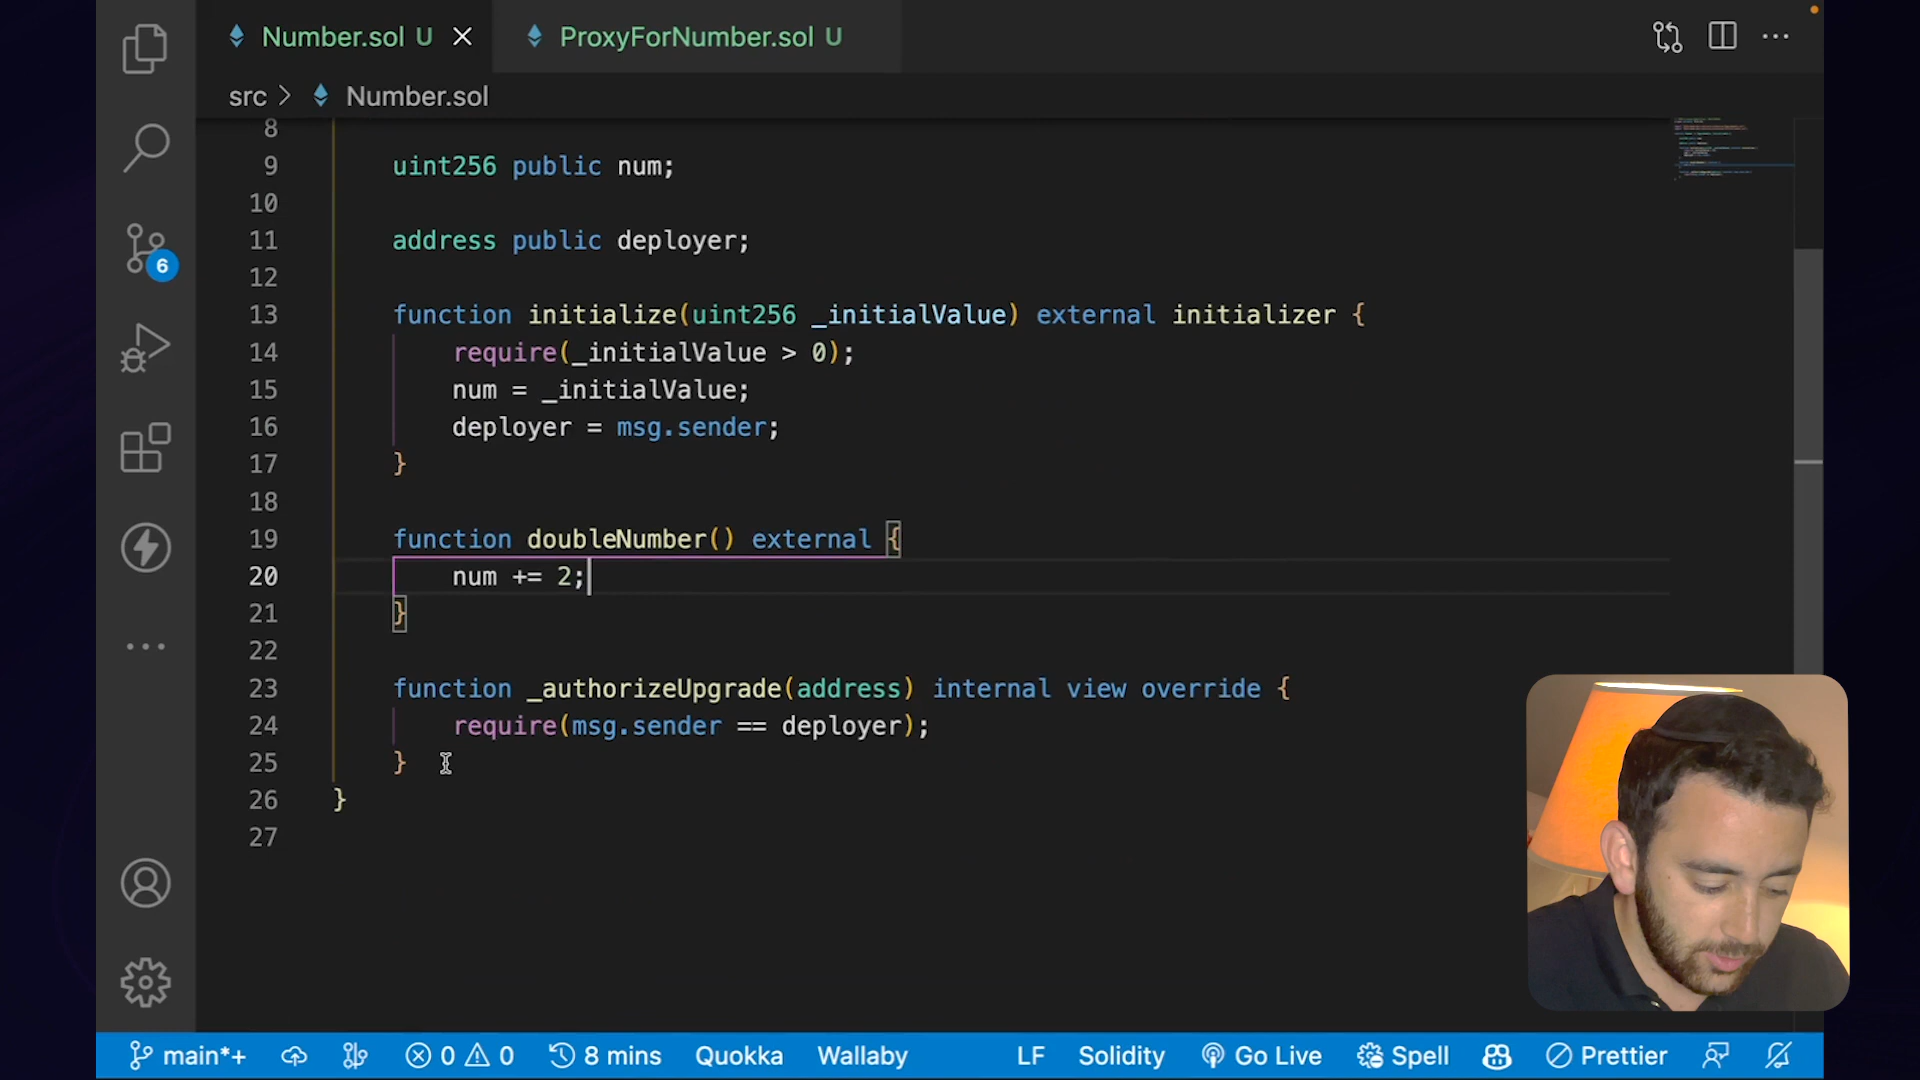 Number.sol U
ProxyForNumber.sol U
src > Number.sol
8
9 uint256 public num;
10
11 address public deployer;
12
13 function initialize(uint256 _initialValue) external initializer {
14 require(_initialValue > 0);
15 num = _initialValue;
16 deployer = msg.sender;
17 }
18
19 function doubleNumber() external {
20 num += 2;
21 }
22
23 function _authorizeUpgrade(address) internal view override {
24 require(msg.sender == deployer);
25 }
26 }
27
6
main*+ 0 0 8 mins Quokka Wallaby LF Solidity Go Live Spell Prettier